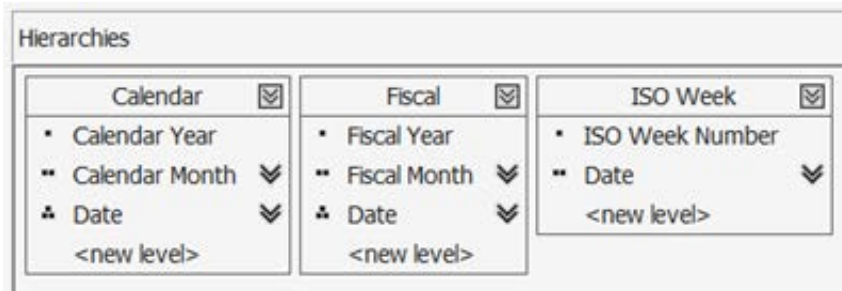 Hierarchies
Calendar
Calendar Year
Calendar Month
Date
<new level>
Fiscal
Fiscal Year
Fiscal Month
Date
<new level>
ISO Week
ISO Week Number
Date
<new level>